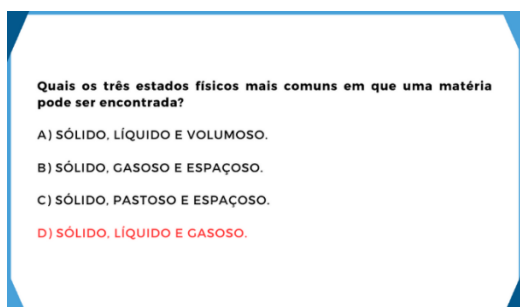 Quais os três estados físicos mais comuns em que uma matéria
pode ser encontrada?
A) SÓLIDO, LÍQUIDO E VOLUMOSO.
B) SÓLIDO, GASOSO E ESPAÇOSO.
C) SÓLIDO, PASTOSO E ESPAÇOSO.
D) SÓLIDO, LÍQUIDO E GASOSO.